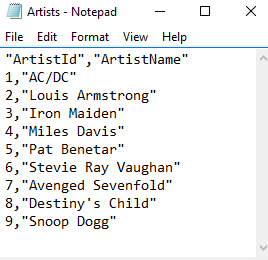 Artists - Notepad
File Edit Format View Help
"ArtistId","ArtistName"
1,"AC/DC"
2,"Louis Armstrong"
3,"Iron Maiden"
4,"Miles Davis"
5,"Pat Benetar"
6,"Stevie Ray Vaughan"
7,"Avenged Sevenfold"
8,"Destiny's Child"
9,"Snoop Dogg"